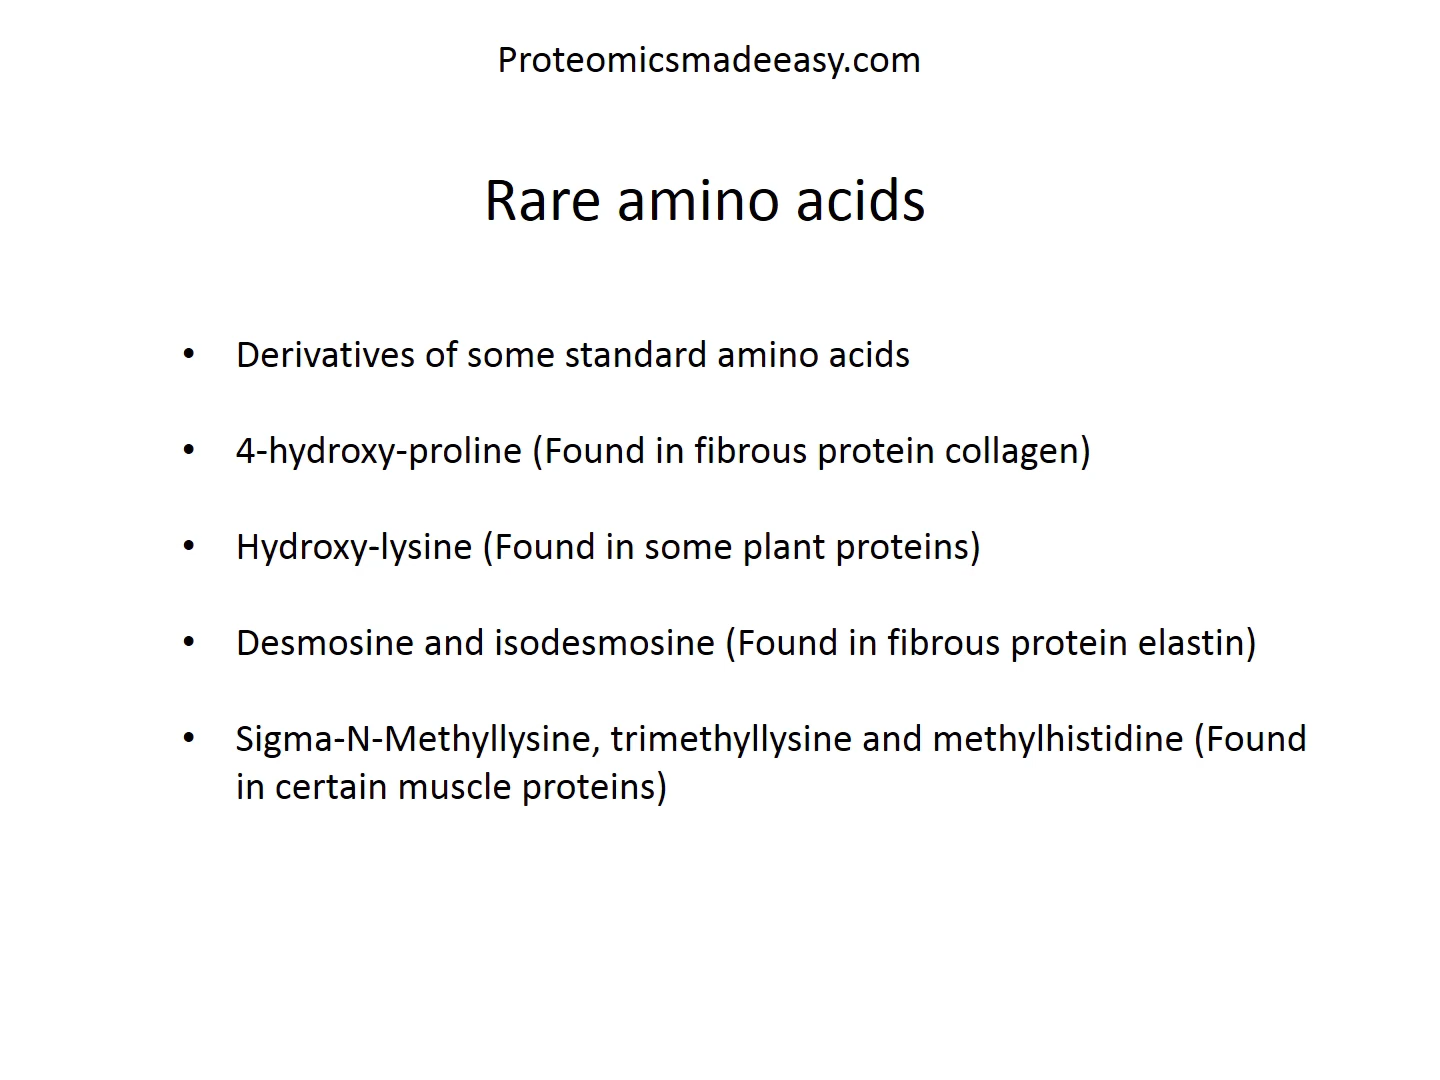 Proteomicsmadeeasy.com
Rare amino acids
• Derivatives of some standard amino acids
• 4-hydroxy-proline (Found in fibrous protein collagen)
• Hydroxy-lysine (Found in some plant proteins)
• Desmosine and isodesmosine (Found in fibrous protein elastin)
• Sigma-N-Methyllysine, trimethyllysine and methylhistidine (Found
in certain muscle proteins)